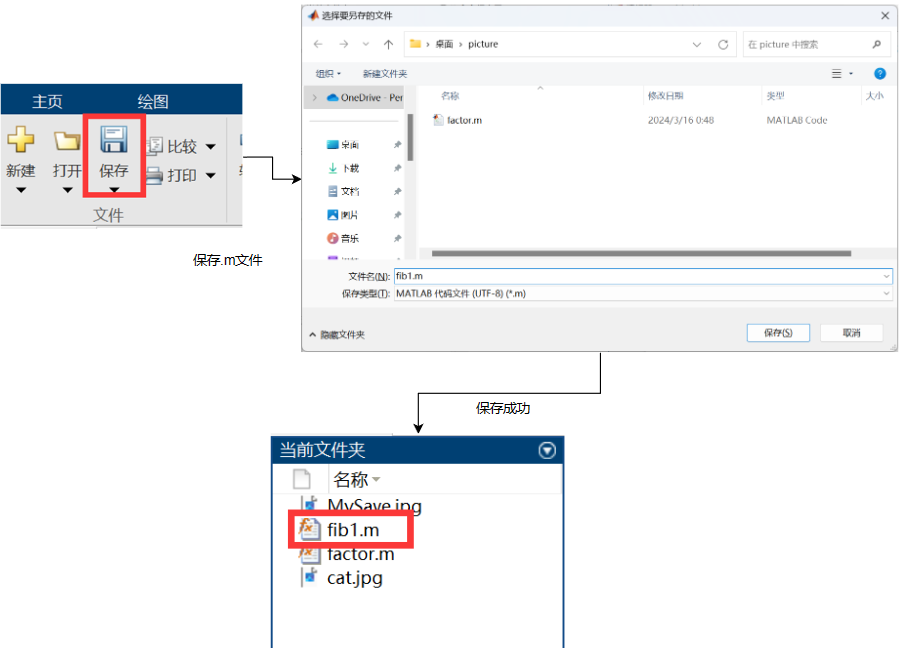 选择要另存的文件
桌面 picture
在 picture 中搜索
组织 新建文件夹
OneDrive - Per
名称 修改日期 类型 大小
factor.m 2024/3/16 0:48 MATLAB Code
桌面
下载
文档
图片
音乐
文件名(N): fib1.m
保存类型(T): MATLAB 代码文件 (UTF-8) (*.m)
隐藏文件夹
保存(S) 取消
主页 绘图
新建 打开 保存 比较
打印
文件
保存.m文件
保存成功
当前文件夹
名称
MySave.jpg
fib1.m
factor.m
cat.jpg